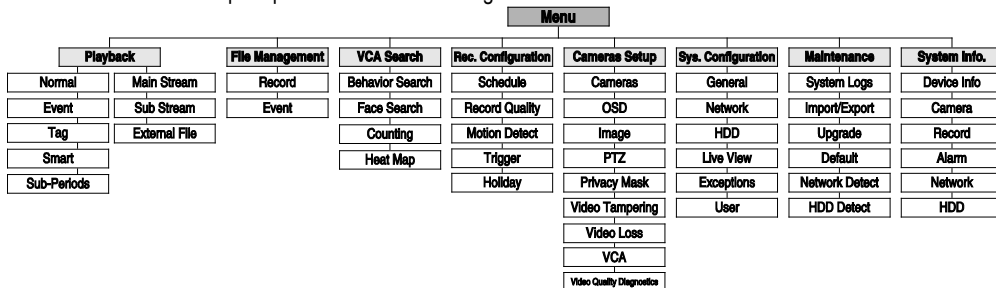 Menu
Playback
Normal
Event
Tag
Smart
Sub-Periods
Main Stream
Sub Stream
External File
File Management
Record
Event
VCA Search
Behavior Search
Face Search
Counting
Heat Map
Rec. Configuration
Schedule
Record Quality
Motion Detect
Trigger
Holiday
Cameras Setup
Cameras
OSD
Image
PTZ
Privacy Mask
Video Tampering
Video Loss
VCA
Video Quality Diagnostics
Sys. Configuration
General
Network
HDD
Live View
Exceptions
User
Maintenance
System Logs
Import/Export
Upgrade
Default
Network Detect
HDD Detect
System Info.
Device Info
Camera
Record
Alarm
Network
HDD